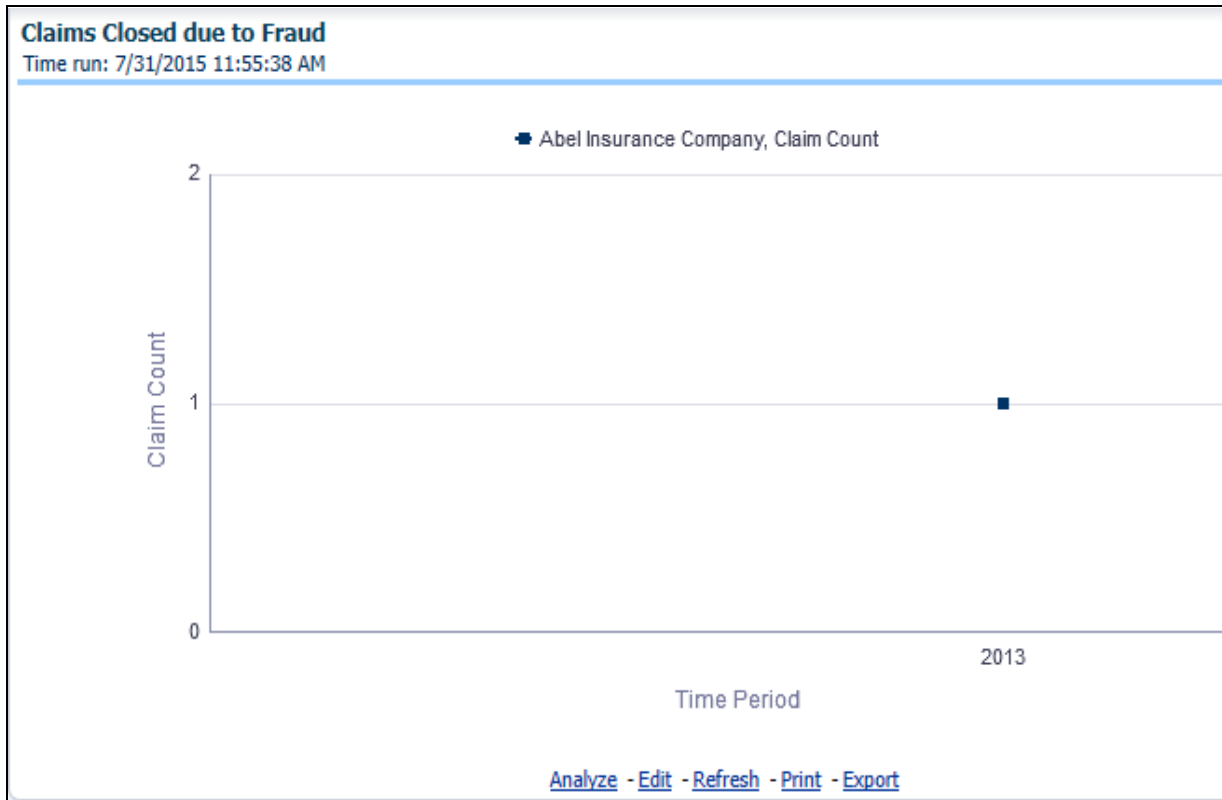 Claims Closed due to Fraud
Time run: 7/31/2015 11:55:38 AM
Abel Insurance Company, Claim Count
2
1
0
Claim Count
2013
Time Period
Analyze - Edit - Refresh - Print - Export